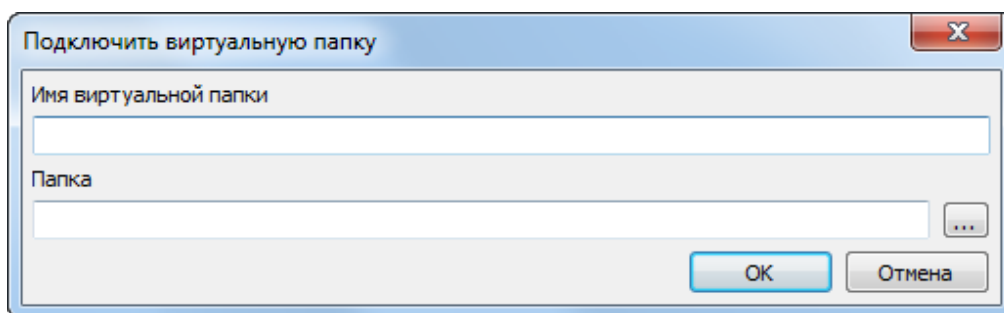 Подключить виртуальную папку
Имя виртуальной папки
Папка
...
OK
Отмена